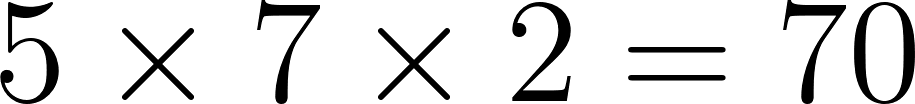 5 × 7 × 2 = 70